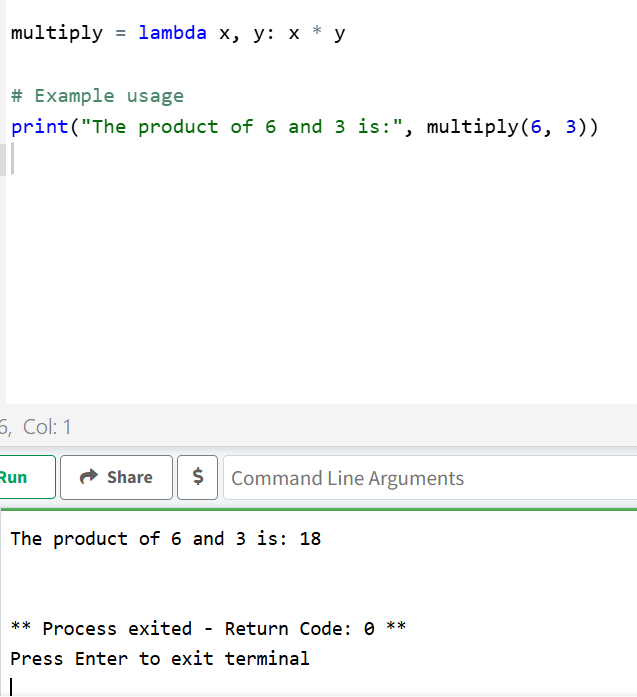 multiply = lambda x, y: x * y
# Example usage
print("The product of 6 and 3 is:", multiply(6, 3))
6, Col: 1
Run Share $ Command Line Arguments
The product of 6 and 3 is: 18
** Process exited - Return Code: 0 **
Press Enter to exit terminal